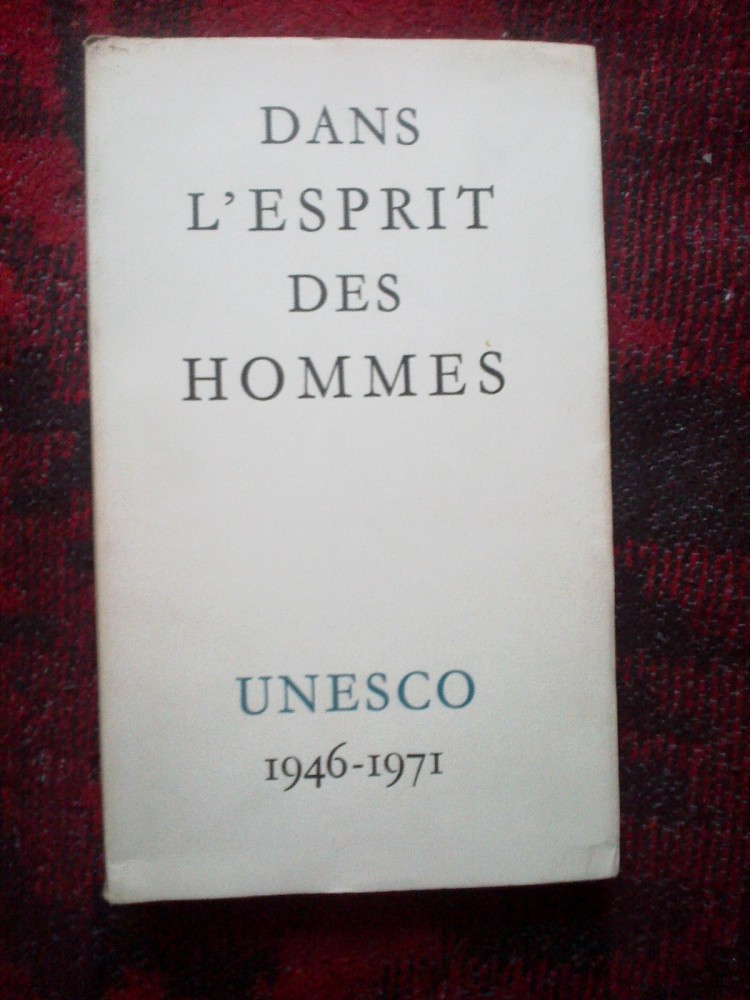 DANS
L'ESPRIT
DES
HOMMES
UNESCO
1946-1971